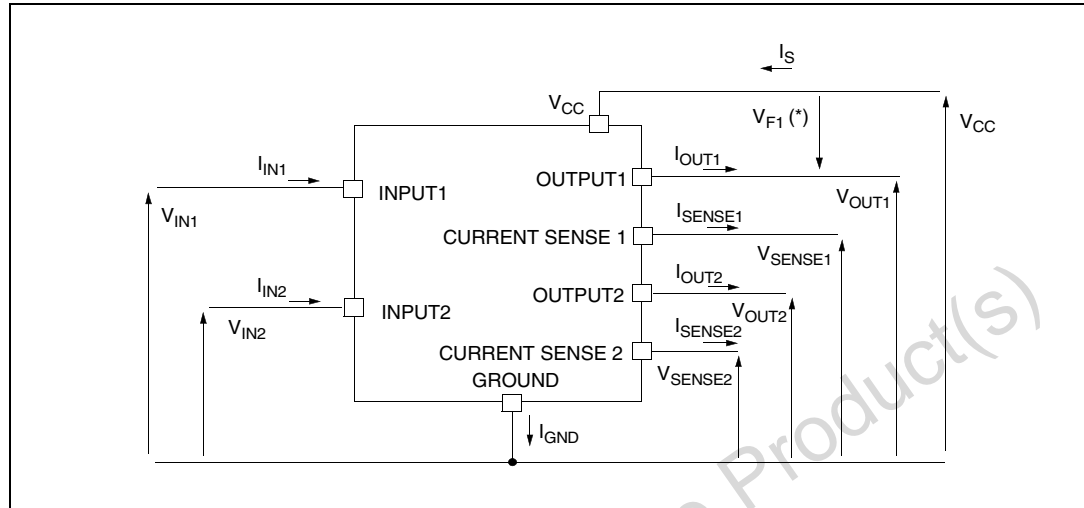 I_S
V_CC
V_F1 (*)
V_CC
I_IN1
I_OUT1
INPUT1
OUTPUT1
V_IN1
V_OUT1
I_SENSE1
CURRENT SENSE 1
V_SENSE1
I_IN2
I_OUT2
INPUT2
OUTPUT2
V_IN2
V_OUT2
I_SENSE2
CURRENT SENSE 2
V_SENSE2
GROUND
I_GND
Product(s)